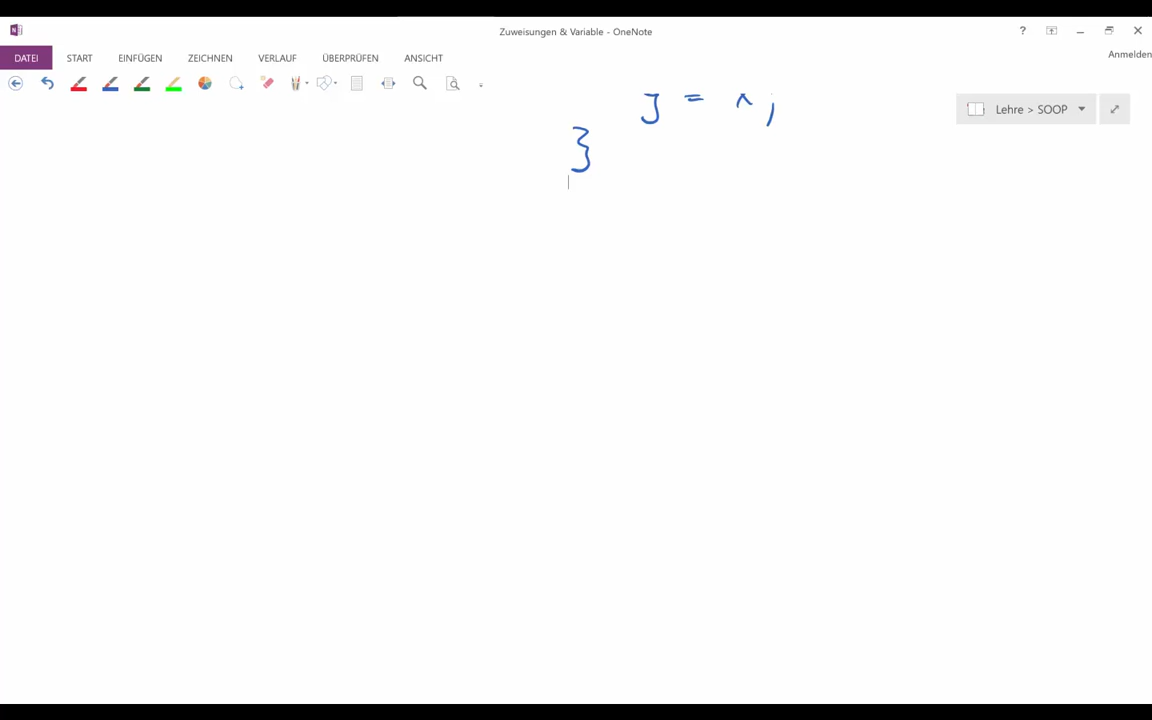 Zuweisungen & Variable - OneNote
?
DATEI START EINFÜGEN ZEICHNEN VERLAUF ÜBERPRÜFEN ANSICHT
Anmelden
Lehre > SOOP
y = x ;
}